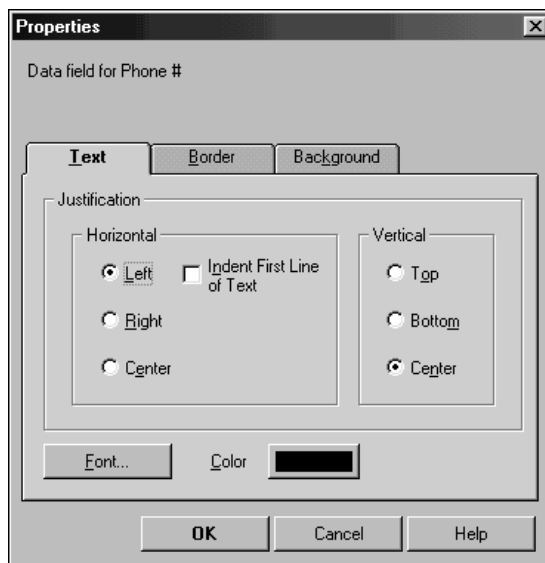 Properties
Data field for Phone #
Text Border Background
Justification
Horizontal Vertical
Left Indent First Line of Text Top
Right Bottom
Center Center
Font... Color
OK Cancel Help